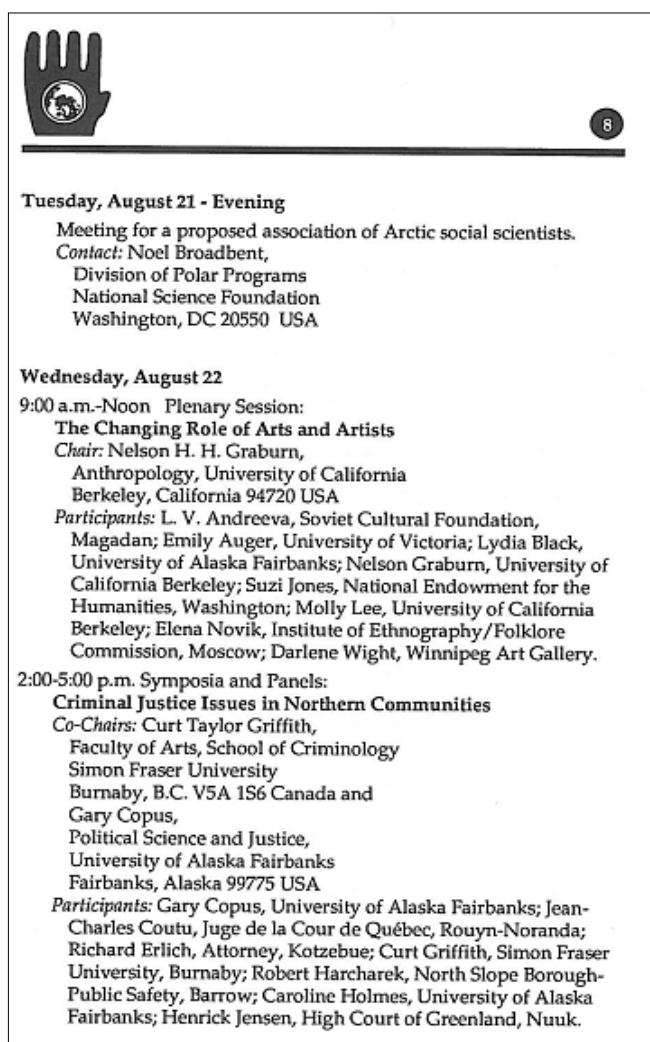 8
Tuesday, August 21 - Evening
Meeting for a proposed association of Arctic social scientists.
Contact: Noel Broadbent,
Division of Polar Programs
National Science Foundation
Washington, DC 20550 USA
Wednesday, August 22
9:00 a.m.-Noon Plenary Session:
The Changing Role of Arts and Artists
Chair: Nelson H. H. Graburn,
Anthropology, University of California
Berkeley, California 94720 USA
Participants: L. V. Andreeva, Soviet Cultural Foundation,
Magadan; Emily Auger, University of Victoria; Lydia Black,
University of Alaska Fairbanks; Nelson Graburn, University of
California Berkeley; Suzi Jones, National Endowment for the
Humanities, Washington; Molly Lee, University of California
Berkeley; Elena Novik, Institute of Ethnography/Folklore
Commission, Moscow; Darlene Wight, Winnipeg Art Gallery.
2:00-5:00 p.m. Symposia and Panels:
Criminal Justice Issues in Northern Communities
Co-Chairs: Curt Taylor Griffith,
Faculty of Arts, School of Criminology
Simon Fraser University
Burnaby, B.C. V5A 1S6 Canada and
Gary Copus,
Political Science and Justice,
University of Alaska Fairbanks
Fairbanks, Alaska 99775 USA
Participants: Gary Copus, University of Alaska Fairbanks; Jean-
Charles Coutu, Juge de la Cour de Québec, Rouyn-Noranda;
Richard Erlich, Attorney, Kotzebue; Curt Griffith, Simon Fraser
University, Burnaby; Robert Harcharek, North Slope Borough-
Public Safety, Barrow; Caroline Holmes, University of Alaska
Fairbanks; Henrick Jensen, High Court of Greenland, Nuuk.